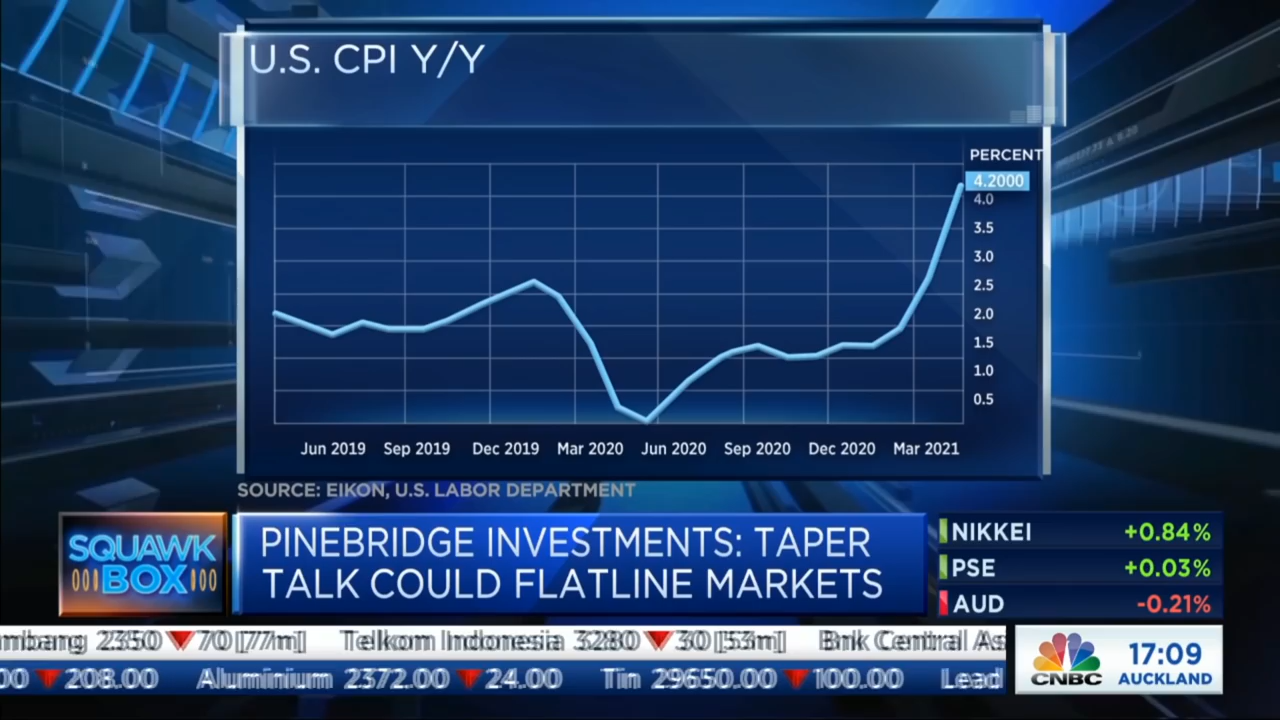 U.S. CPI Y/Y
PERCENT
4.2000
4.0
3.5
3.0
2.5
2.0
1.5
1.0
0.5
Jun 2019 Sep 2019 Dec 2019 Mar 2020 Jun 2020 Sep 2020 Dec 2020 Mar 2021
SOURCE: EIKON, U.S. LABOR DEPARTMENT
SQUAWK
BOX
PINEBRIDGE INVESTMENTS: TAPER
TALK COULD FLATLINE MARKETS
NIKKEI +0.84%
PSE +0.03%
AUD -0.21%
mbang 2350 ▼70 [77m] Telkom Indonesia 3280 ▼30 [53m] Bnk Central As
00 ▼208.00 Aluminium 2372.00 ▼24.00 Tin 29650.00 ▼100.00 Lead
CNBC
17:09
AUCKLAND